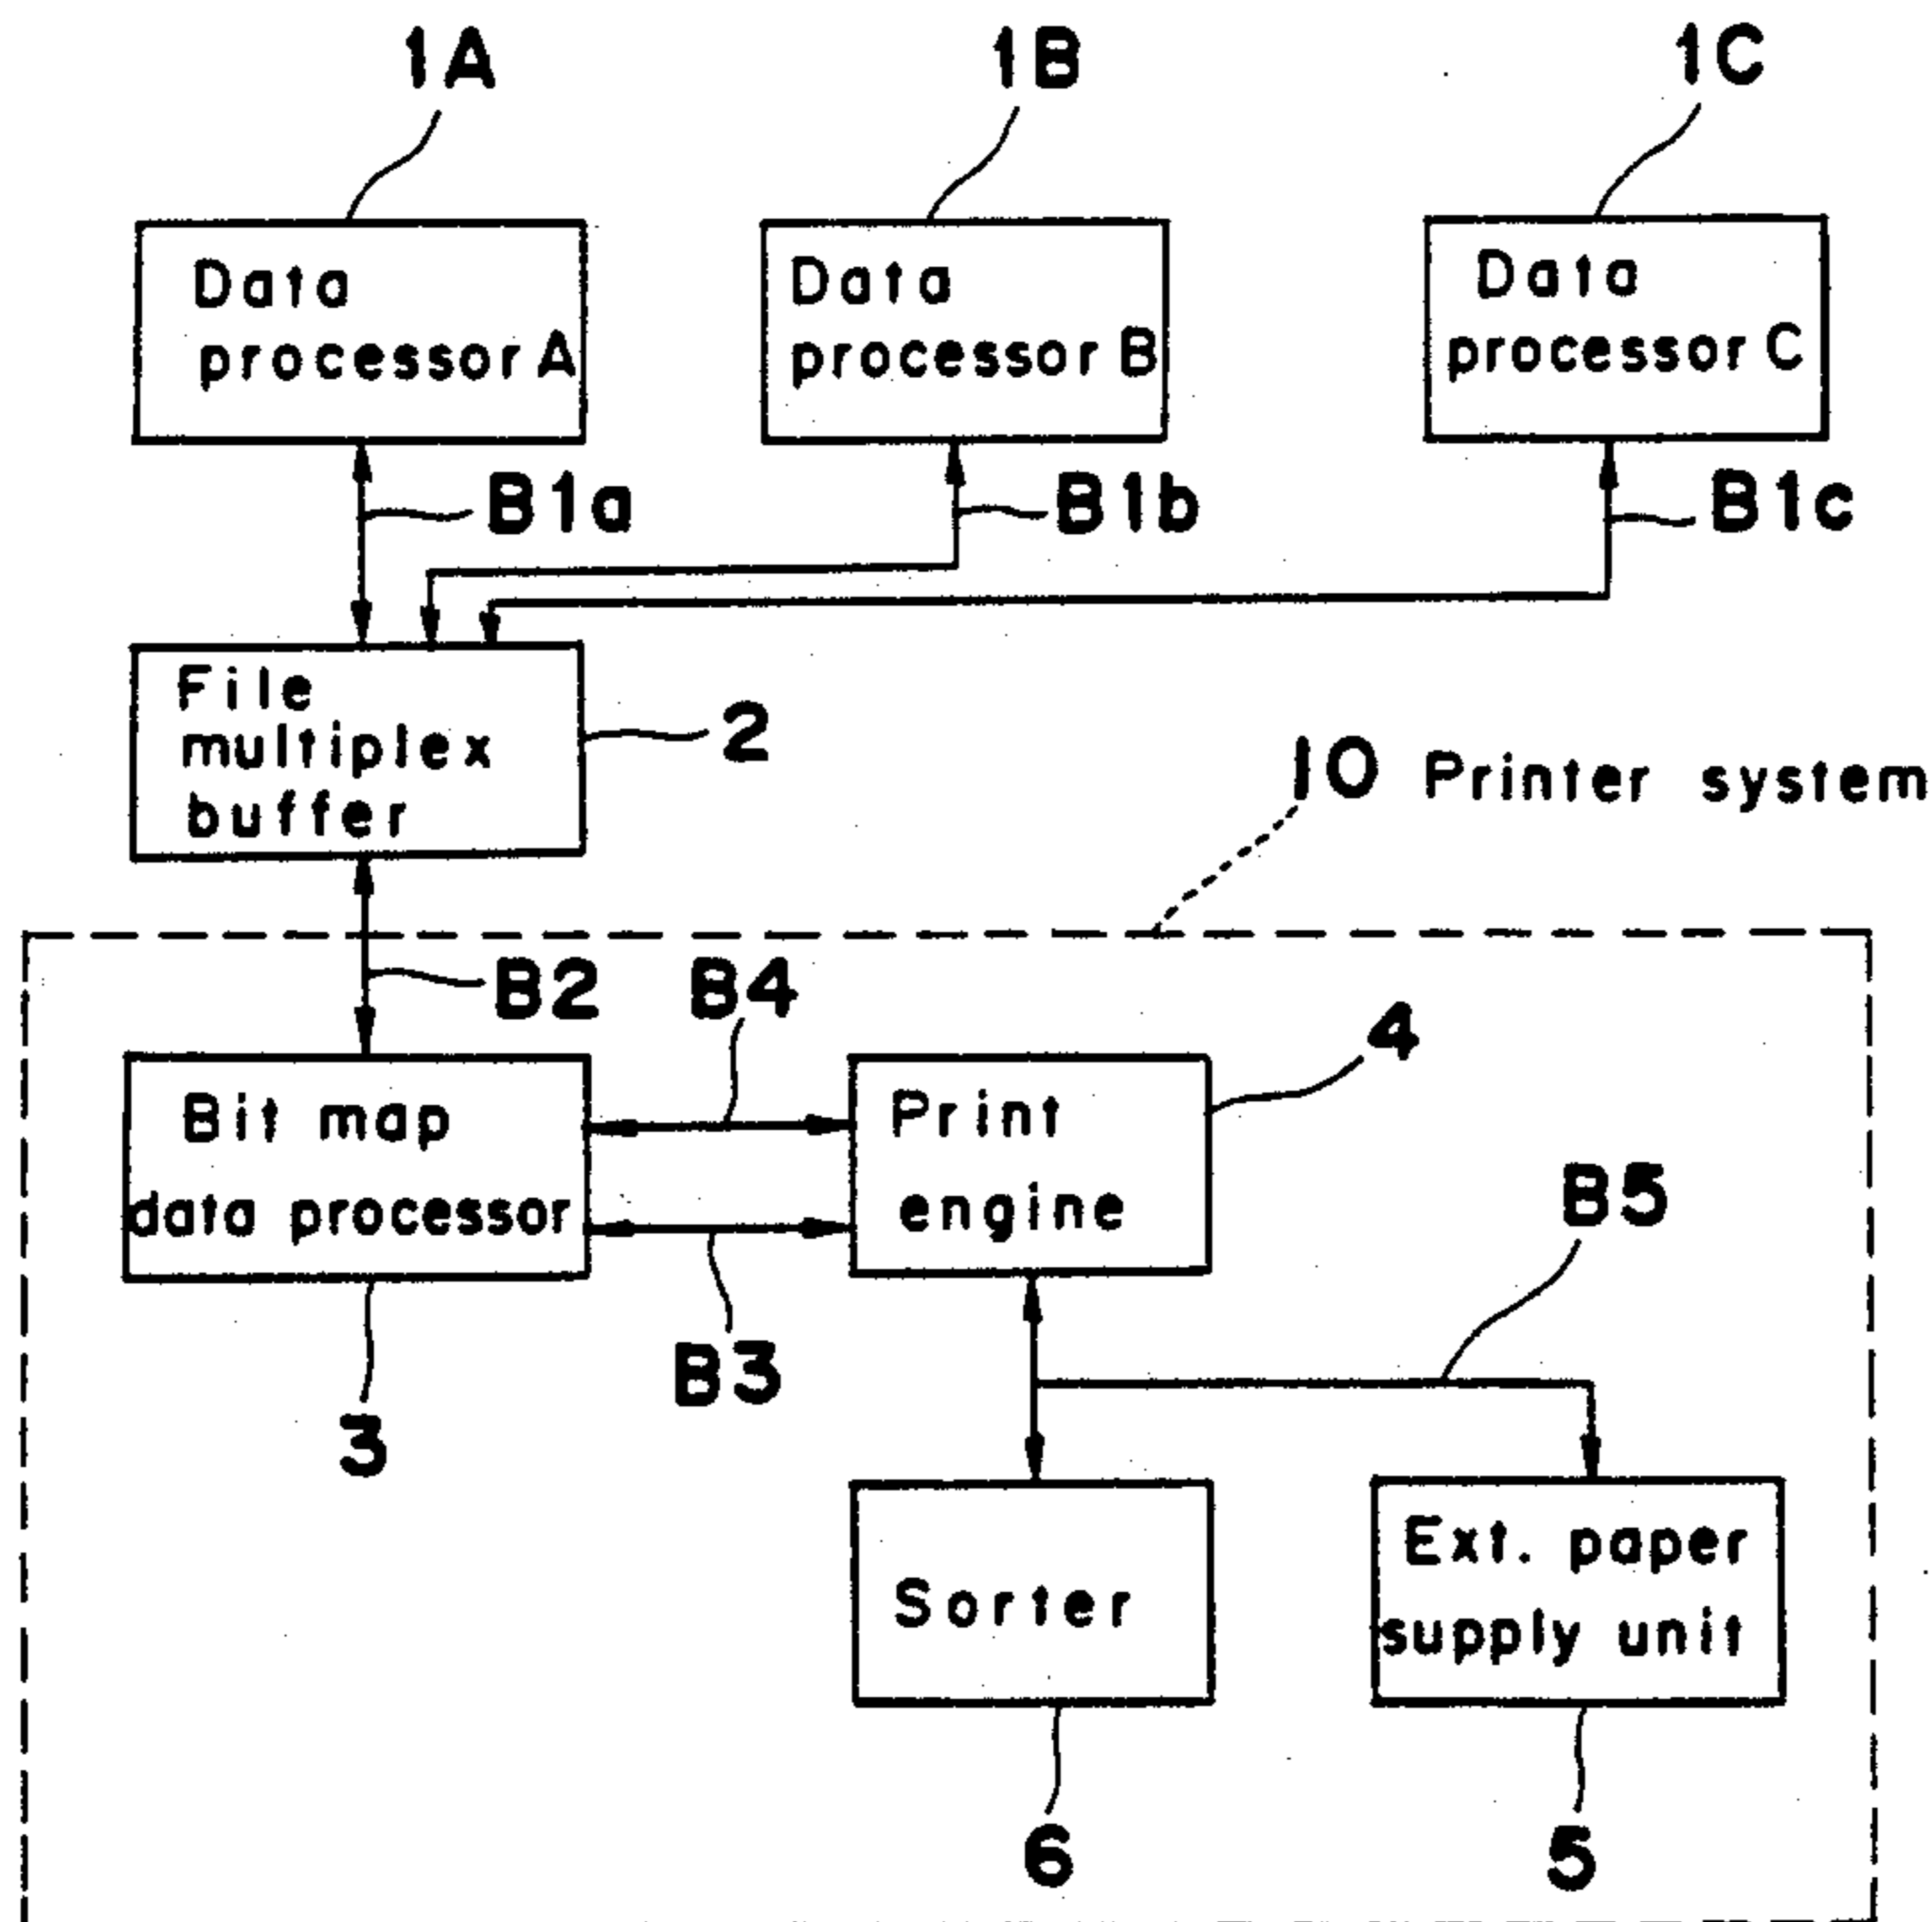 1A
1B
1C
Data
processor A
Data
processor B
Data
processor C
B1a
B1b
B1c
File
multiplex
buffer
2
10 Printer system
B2
B4
4
Bit map
data processor
Print
engine
B5
B3
3
Sorter
Ext. paper
supply unit
6
5